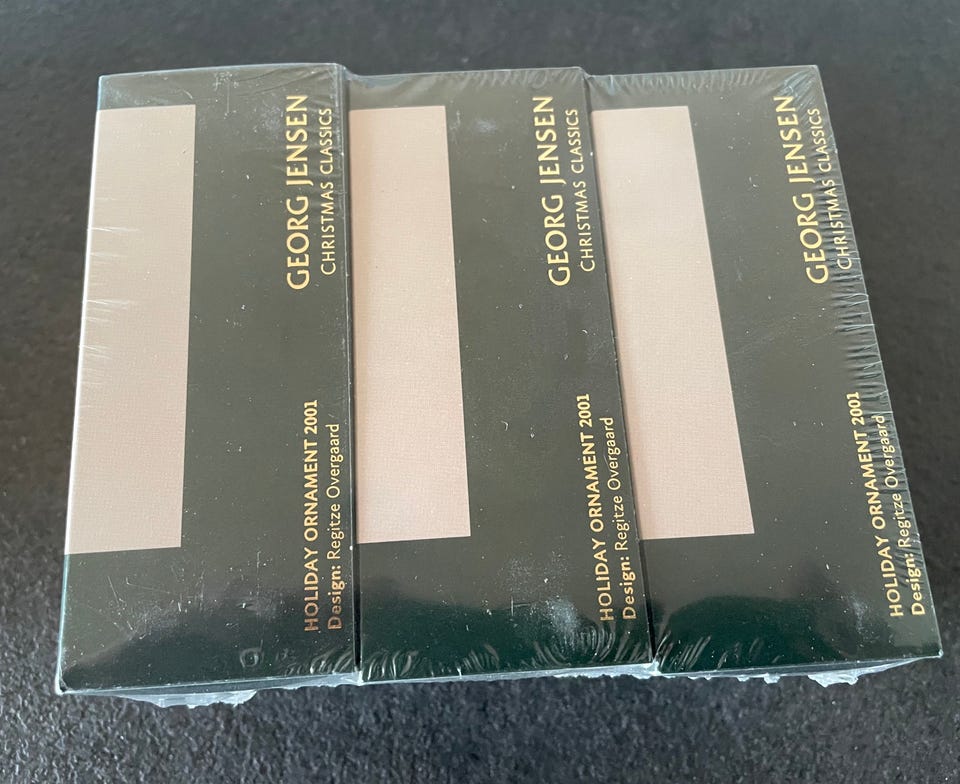 GEORG JENSEN
CHRISTMAS CLASSICS
HOLIDAY ORNAMENT 2001
Design: Regitze Overgaard
GEORG JENSEN
CHRISTMAS CLASSICS
HOLIDAY ORNAMENT 2001
Design: Regitze Overgaard
GEORG JENSEN
CHRISTMAS CLASSICS
HOLIDAY ORNAMENT 2001
Design: Regitze Overgaard